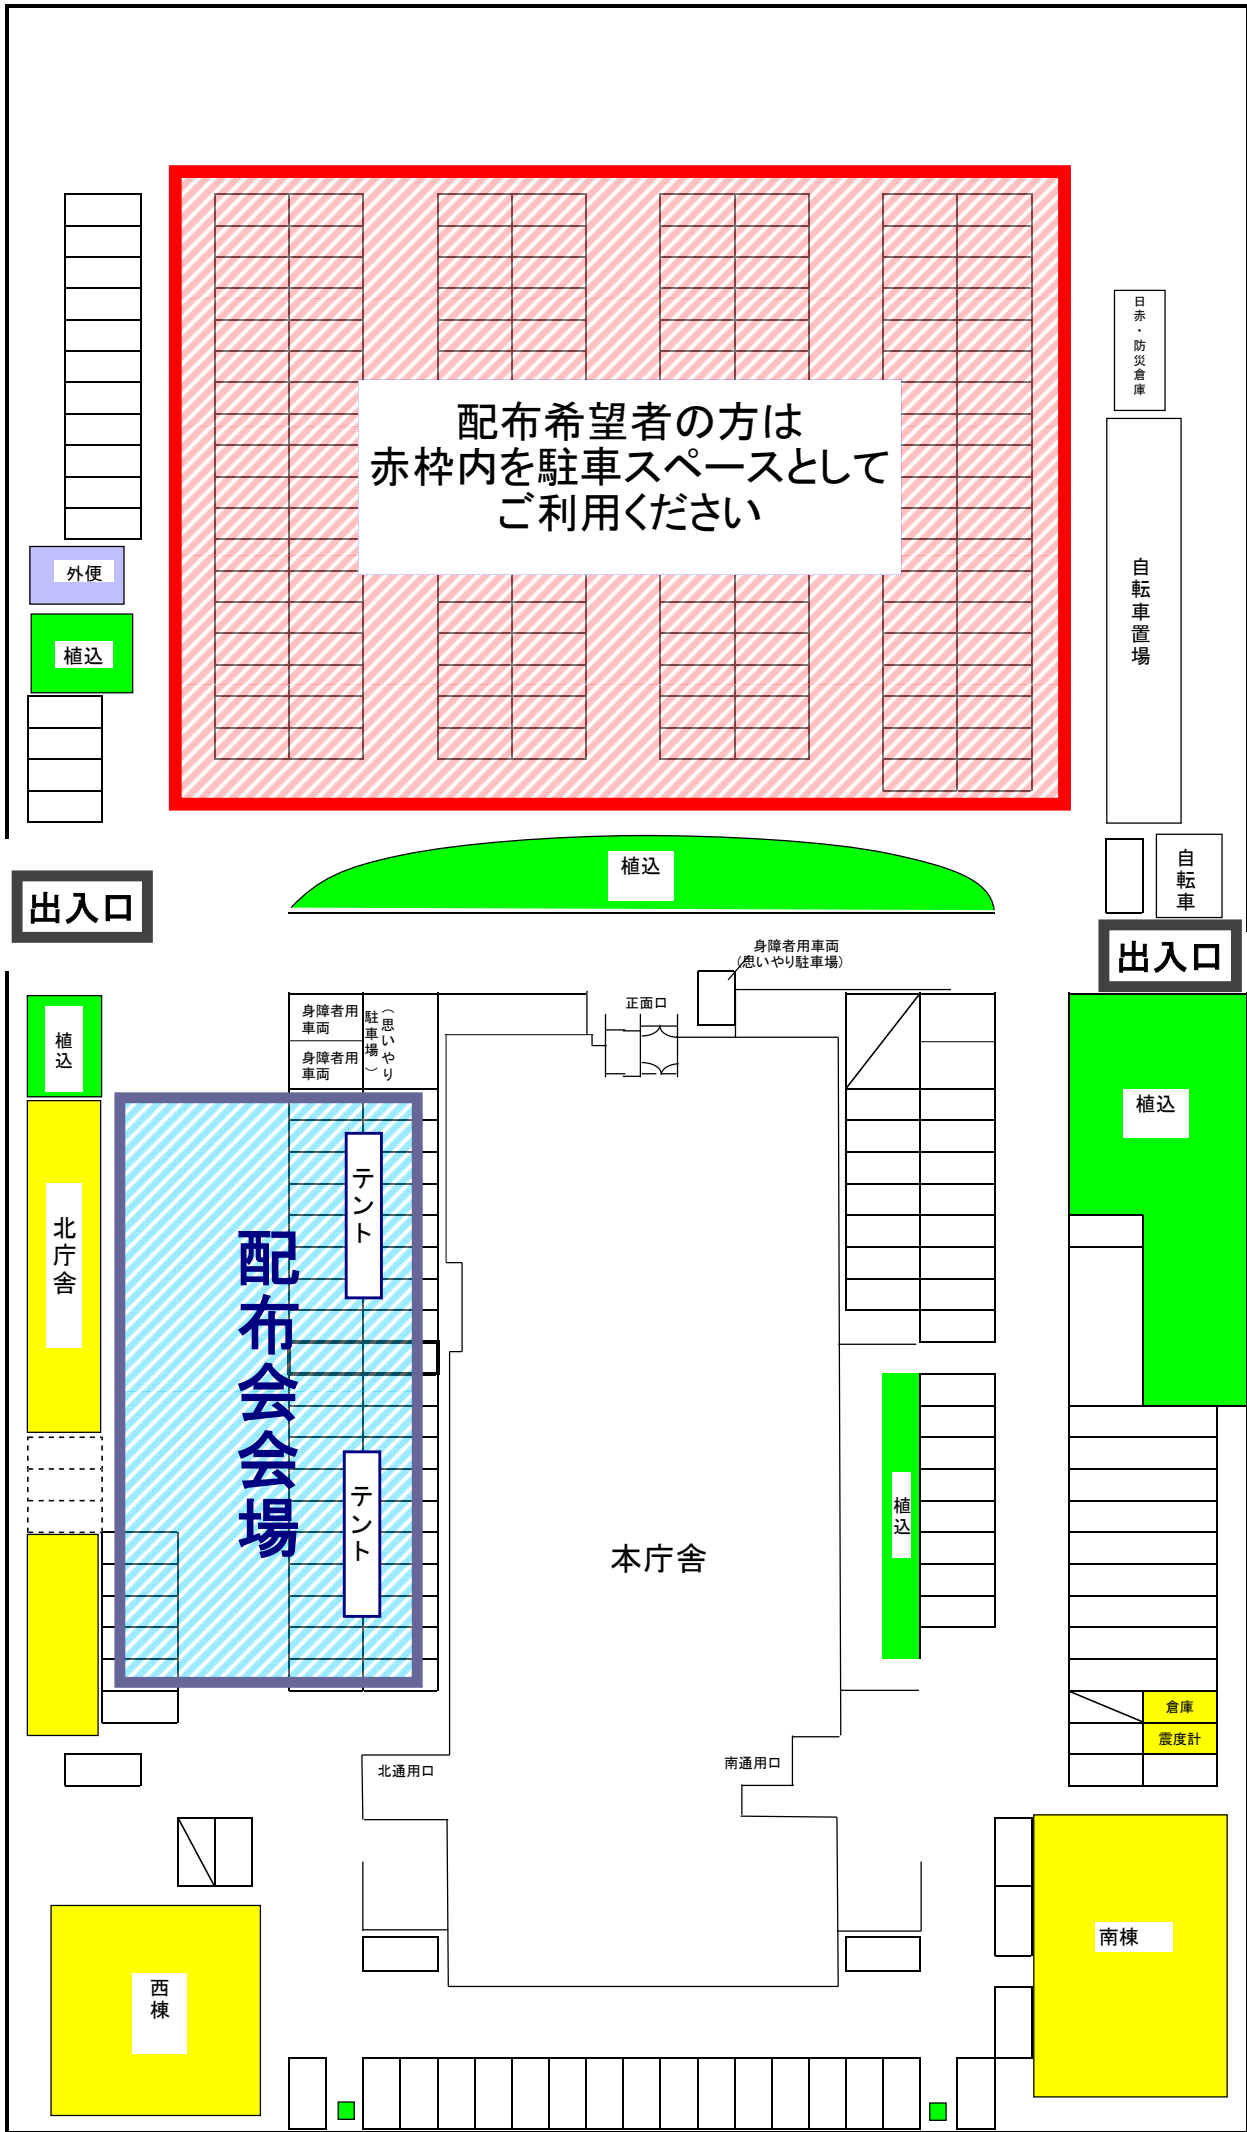 日赤・防災倉庫
配布希望者の方は
赤枠内を駐車スペースとして
ご利用ください
外便
植込
自転車置場
植込
自転車
出入口
出入口
身障者用車両
(思いやり駐車場)
正面口
身障者用
車両
身障者用
車両
(思いやり
駐車場)
植込
植込
北庁舎
テント
配布会会場
テント
植込
本庁舎
倉庫
震度計
北通用口
南通用口
南棟
西棟